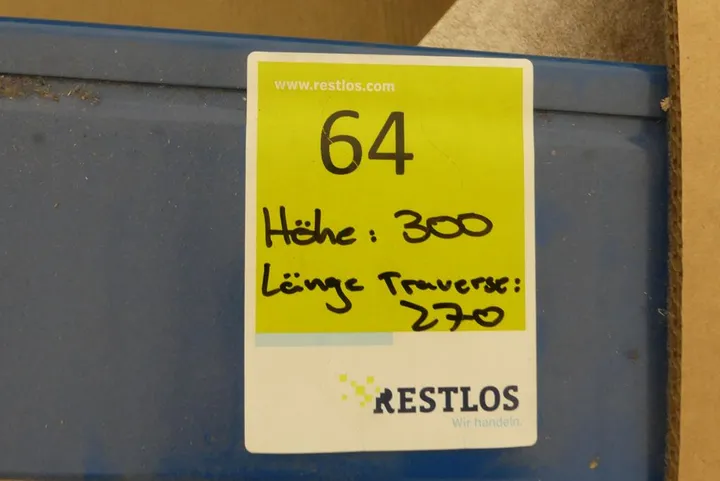 www.restlos.com
64
Höhe: 300
Länge Traverse:
270
RESTLOS
Wir handeln.